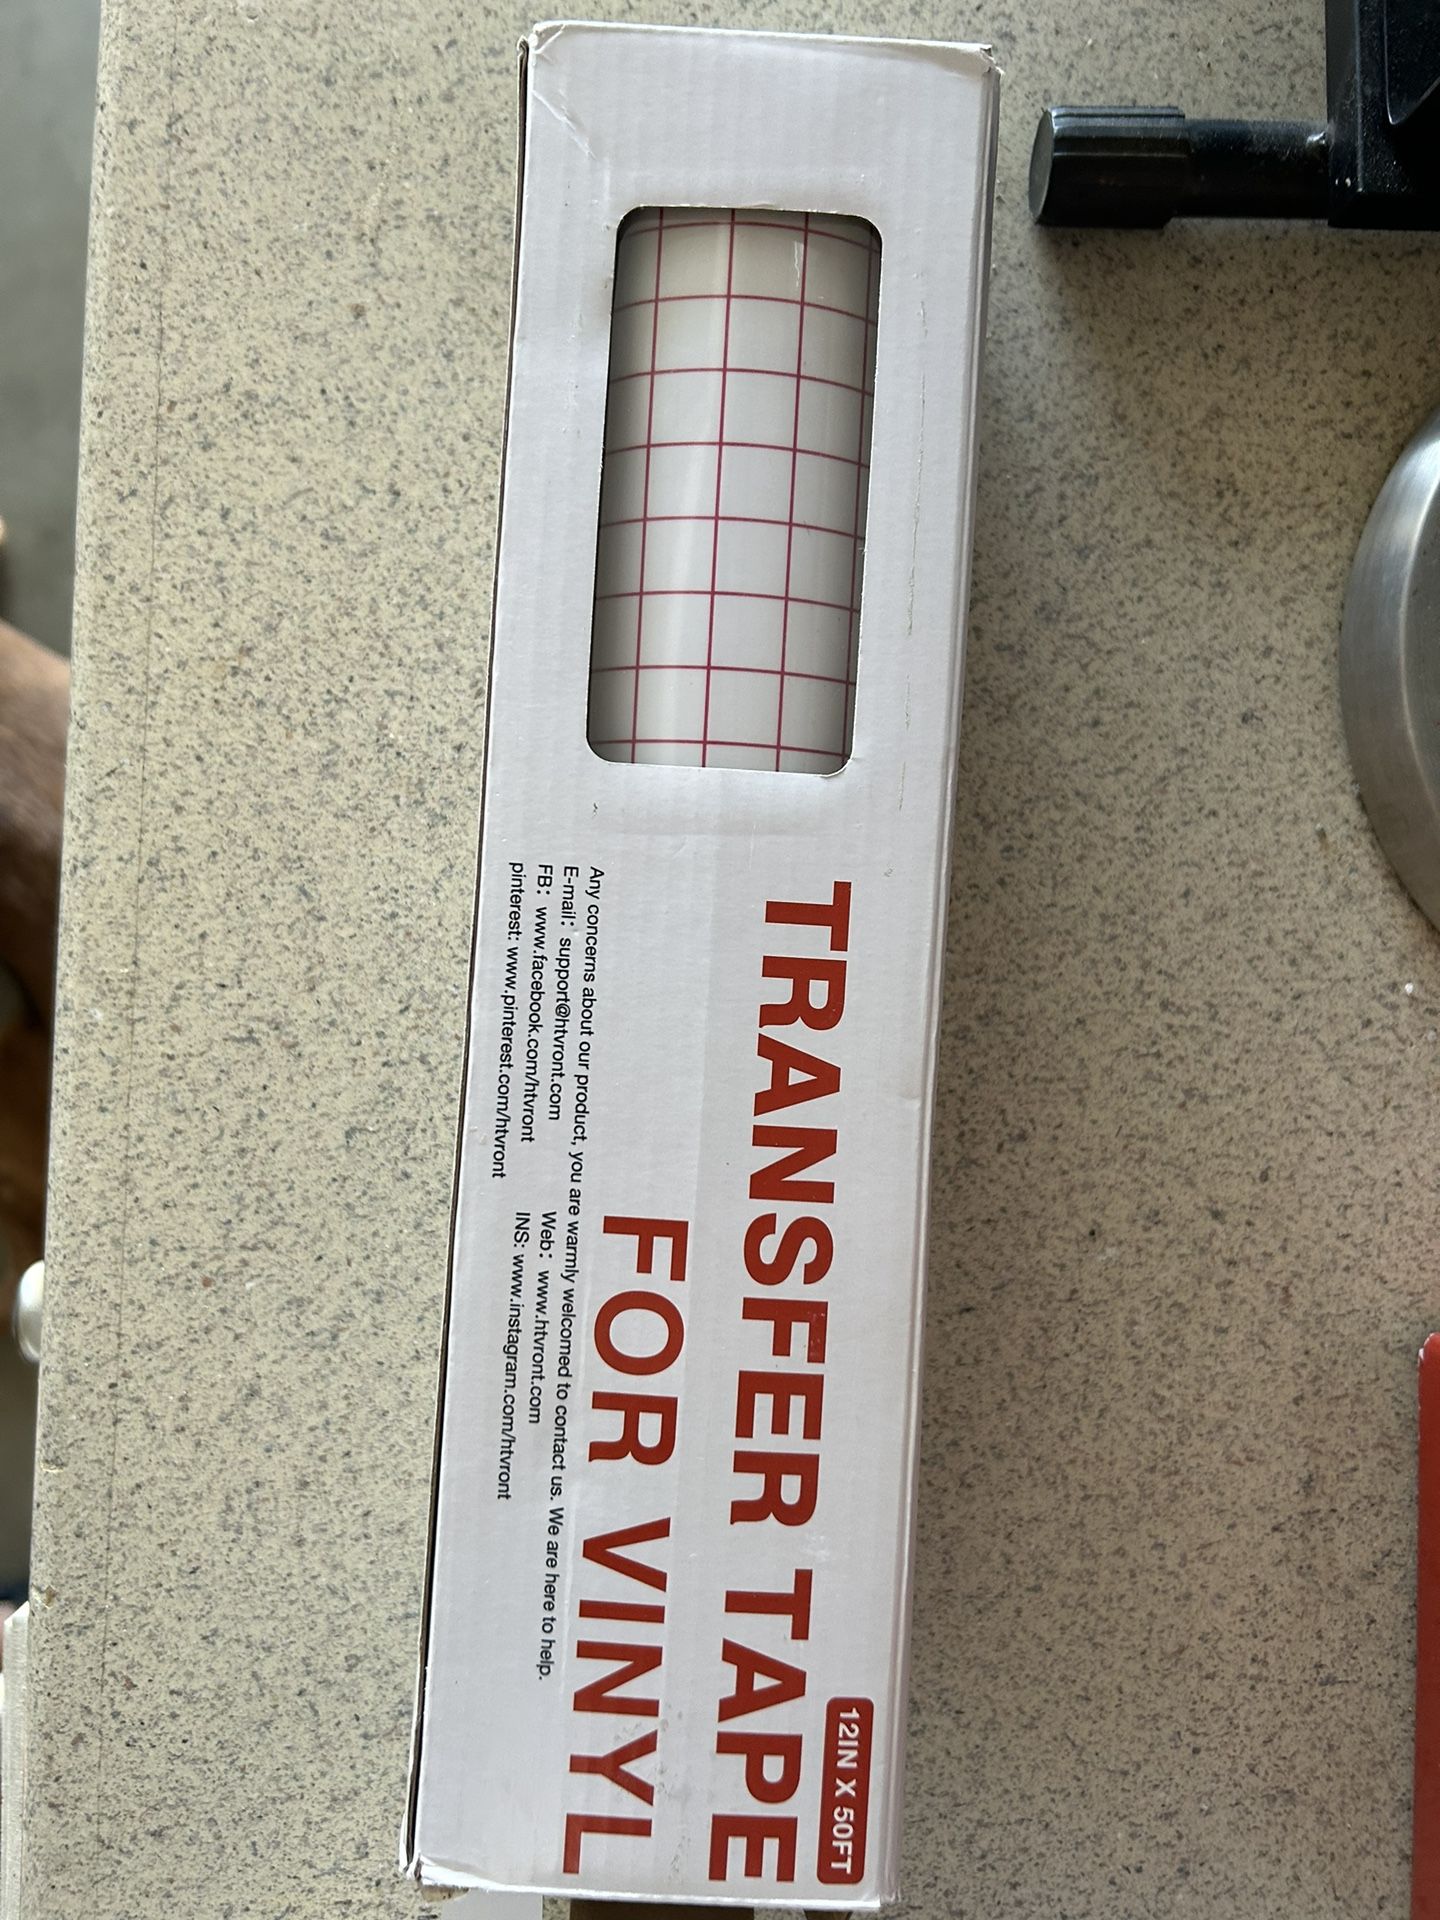 12IN X 50FT
TRANSFER TAPE
FOR VINYL
Any concerns about our product, you are warmly welcomed to contact us. We are here to help.
E-mail: support@htvront.com Web: www.htvront.com
FB: www.facebook.com/htvront INS: www.instagram.com/htvront
pinterest: www.pinterest.com/htvront